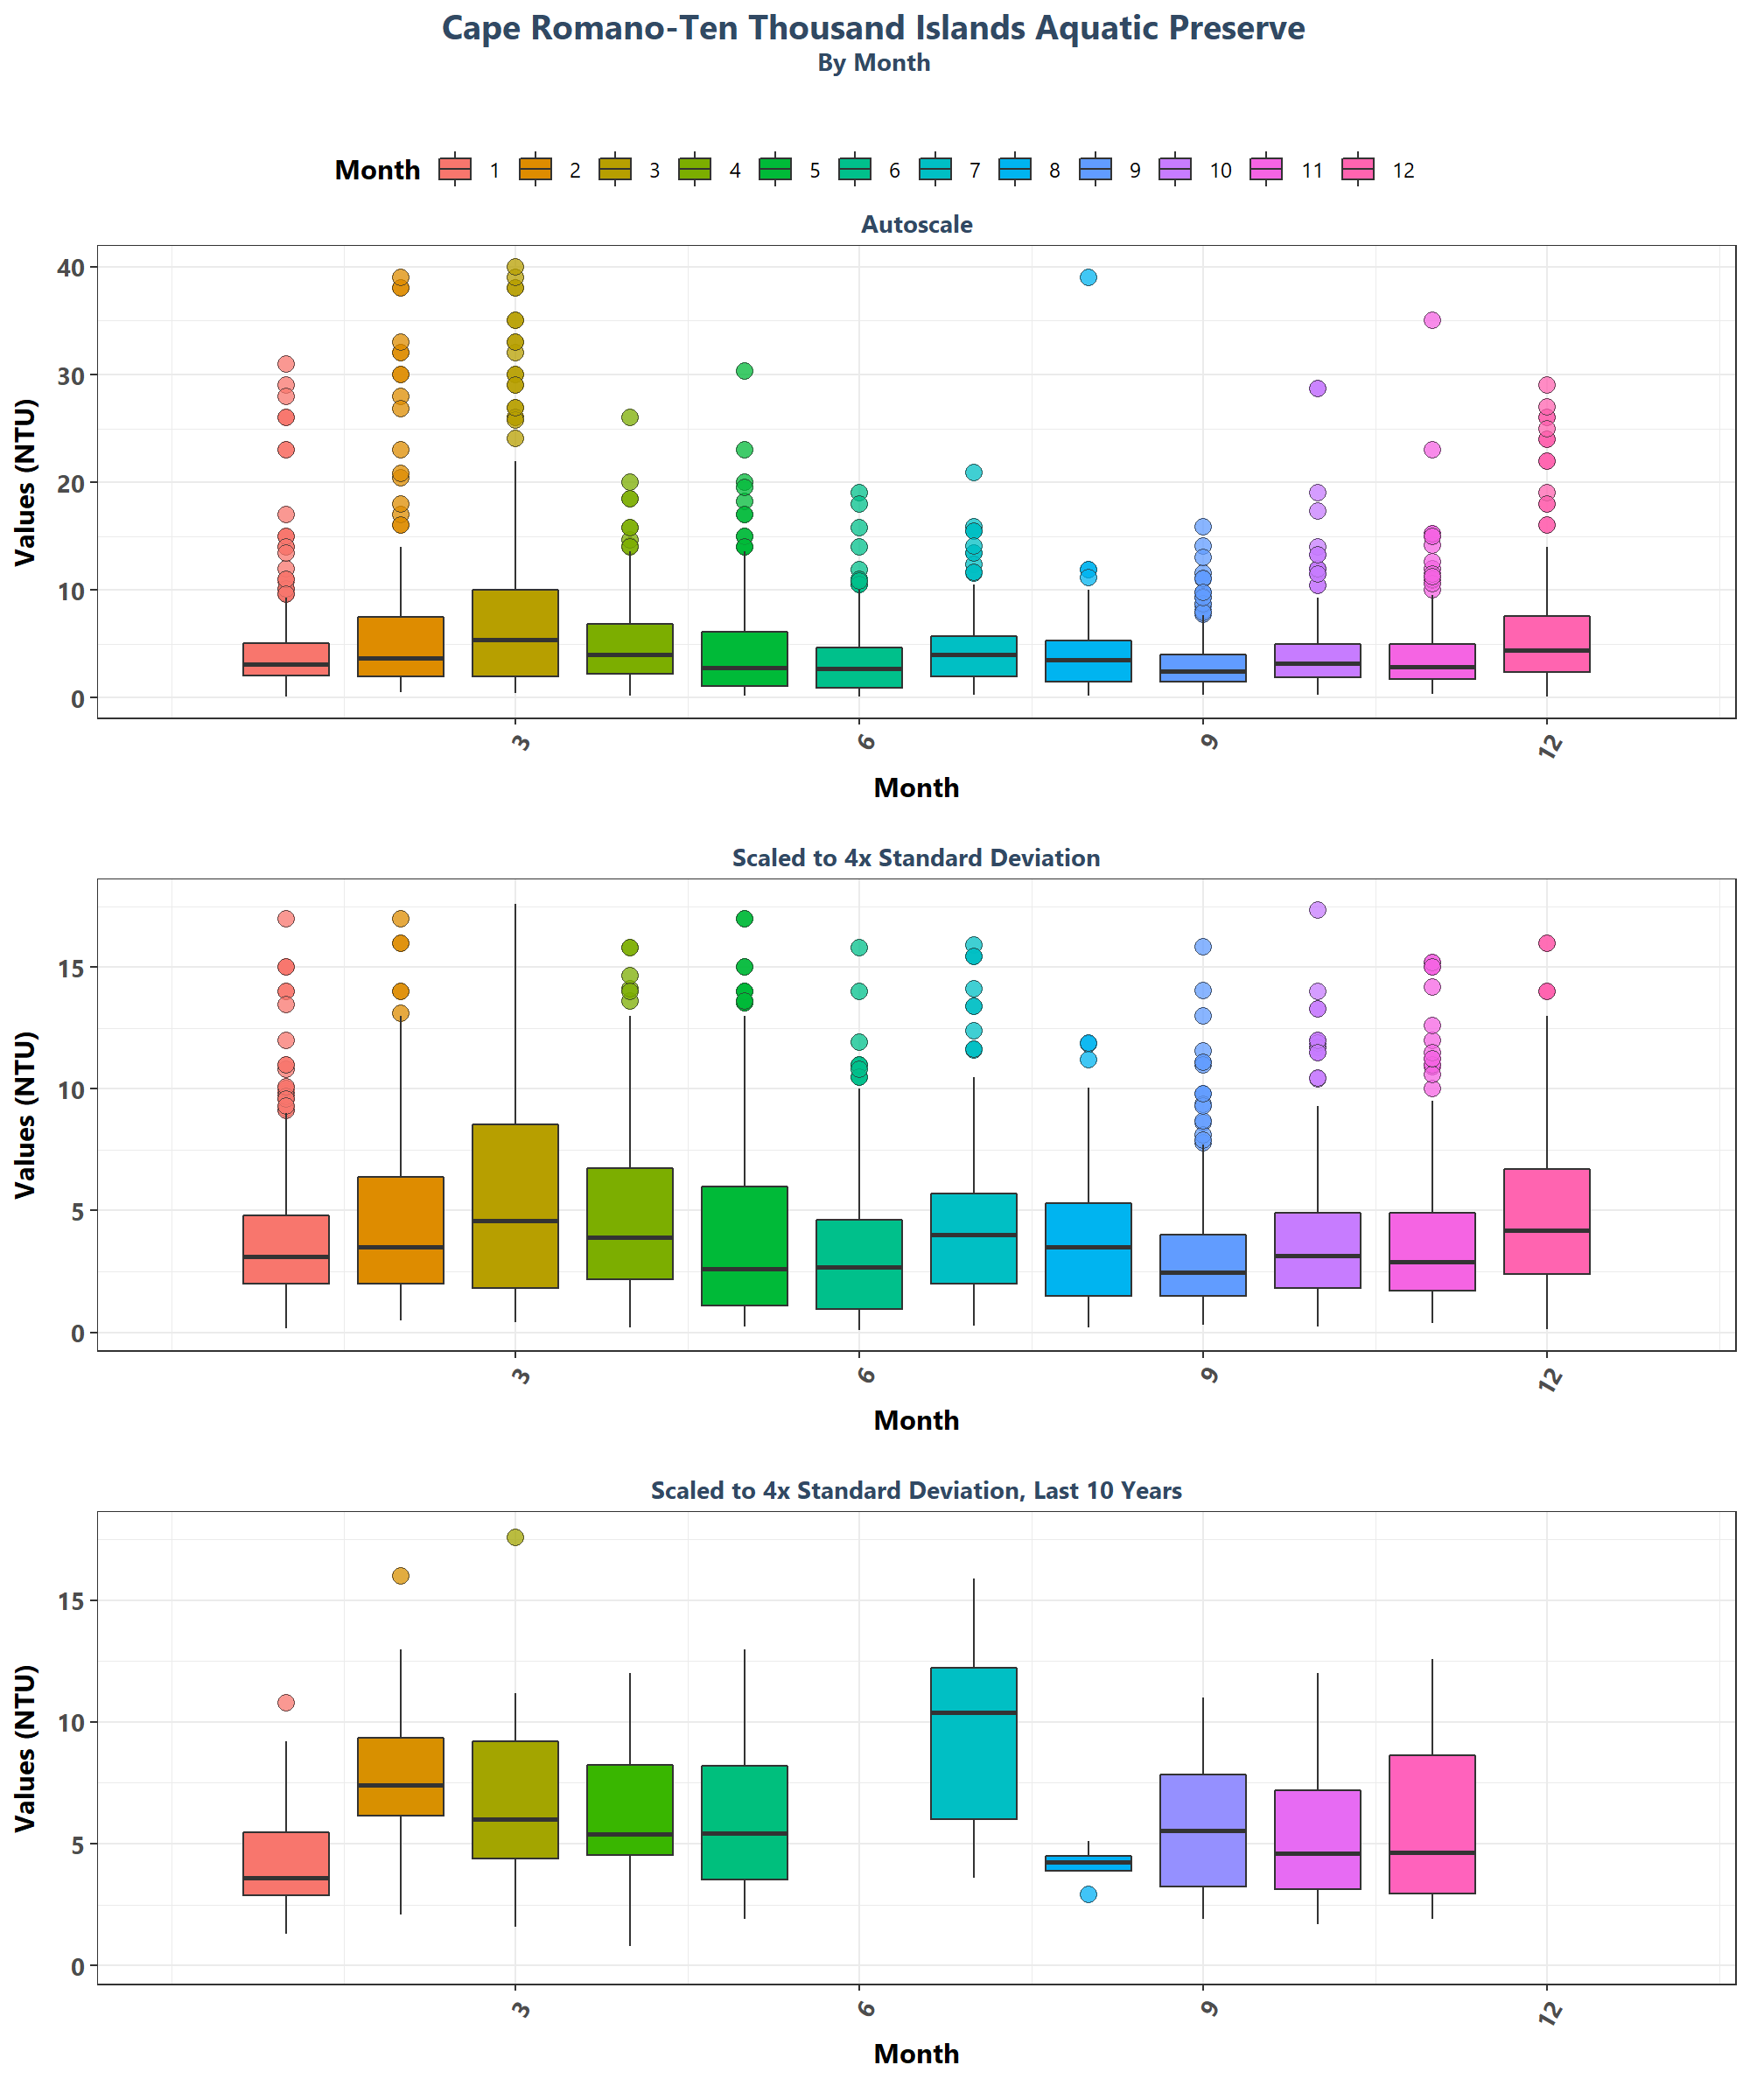 Cape Romano-Ten Thousand Islands Aquatic Preserve
By Month
Month 1 2 3 4 5 6 7 8 9 10 11 12
Autoscale
Values (NTU)
40
30
20
10
0
3 6 9 12
Month
Scaled to 4x Standard Deviation
Values (NTU)
15
10
5
0
3 6 9 12
Month
Scaled to 4x Standard Deviation, Last 10 Years
Values (NTU)
15
10
5
0
3 6 9 12
Month